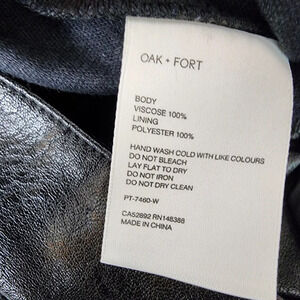 OAK + FORT
BODY
VISCOSE 100%
LINING
POLYESTER 100%
HAND WASH COLD WITH LIKE COLOURS
DO NOT BLEACH
LAY FLAT TO DRY
DO NOT IRON
DO NOT DRY CLEAN
PT-7460-W
CA52892 RN148388
MADE IN CHINA